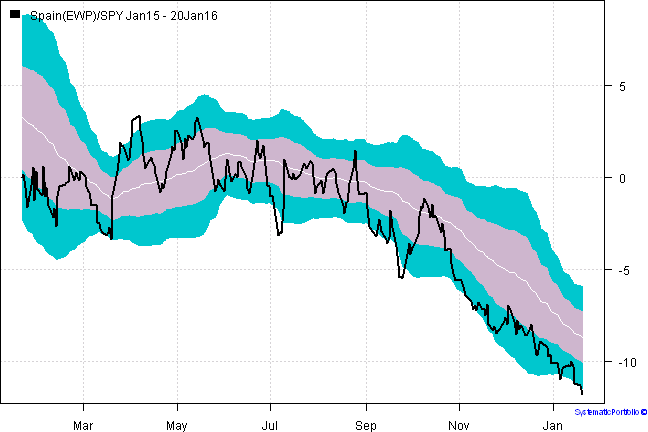 Spain(EWP)/SPY Jan15 - 20Jan16
5
0
-5
-10
Mar May Jul Sep Nov Jan
SystematicPortfolio ©